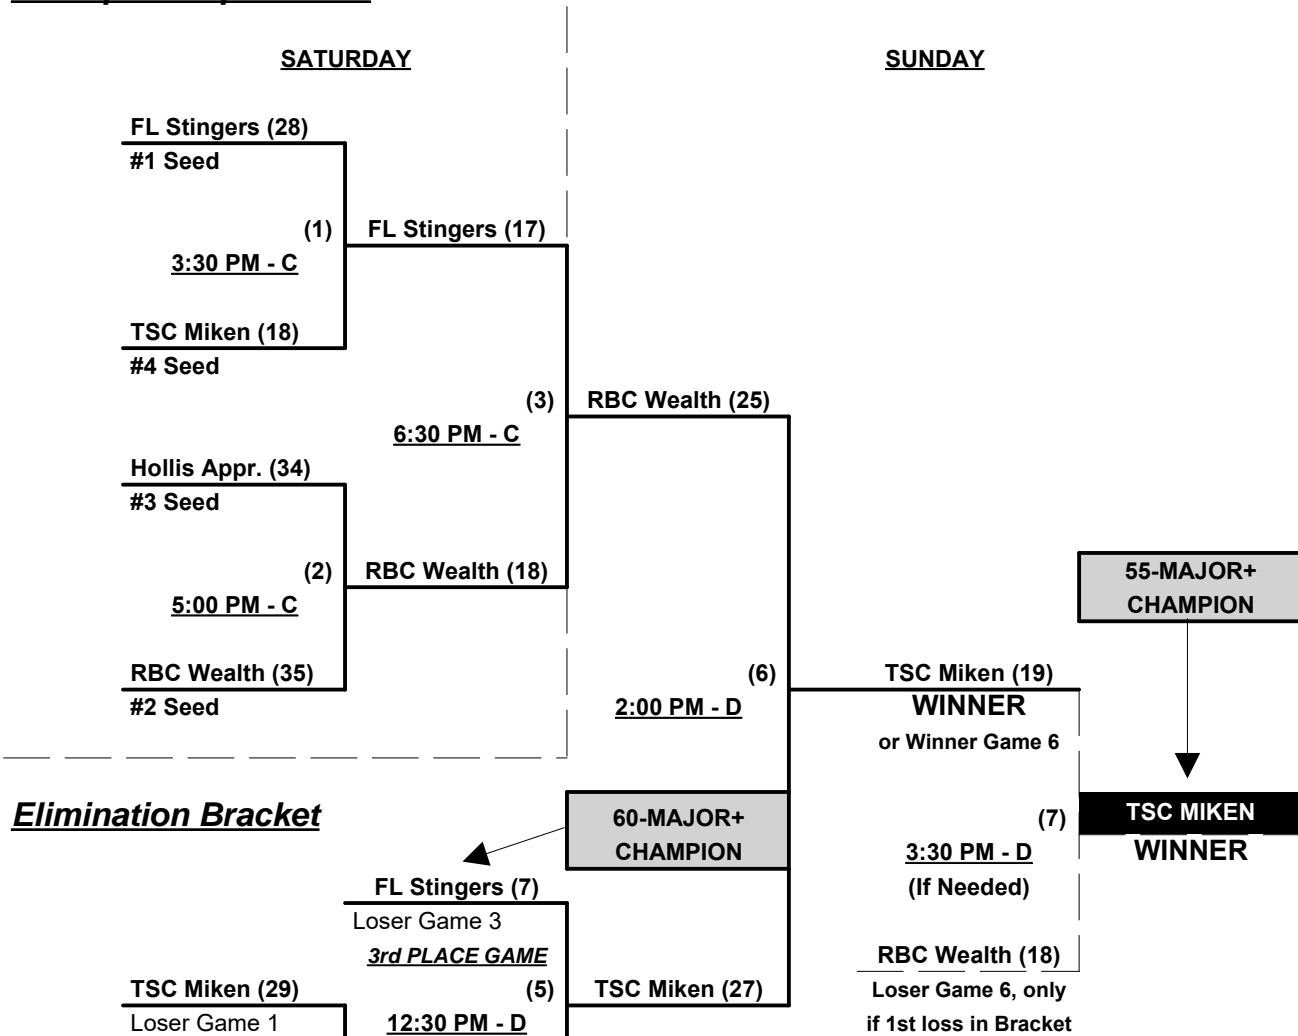 SATURDAY
SUNDAY
FL Stingers (28)
#1 Seed
(1)
FL Stingers (17)
3:30 PM - C
TSC Miken (18)
#4 Seed
(3)
RBC Wealth (25)
6:30 PM - C
Hollis Appr. (34)
#3 Seed
(2)
RBC Wealth (18)
5:00 PM - C
55-MAJOR+
CHAMPION
RBC Wealth (35)
#2 Seed
(6)
2:00 PM - D
TSC Miken (19)
WINNER
or Winner Game 6
Elimination Bracket
60-MAJOR+
CHAMPION
(7)
TSC MIKEN
WINNER
3:30 PM - D
(If Needed)
FL Stingers (7)
Loser Game 3
3rd PLACE GAME
RBC Wealth (18)
Loser Game 6, only
if 1st loss in Bracket
TSC Miken (29)
Loser Game 1
(5)
TSC Miken (27)
12:30 PM - D